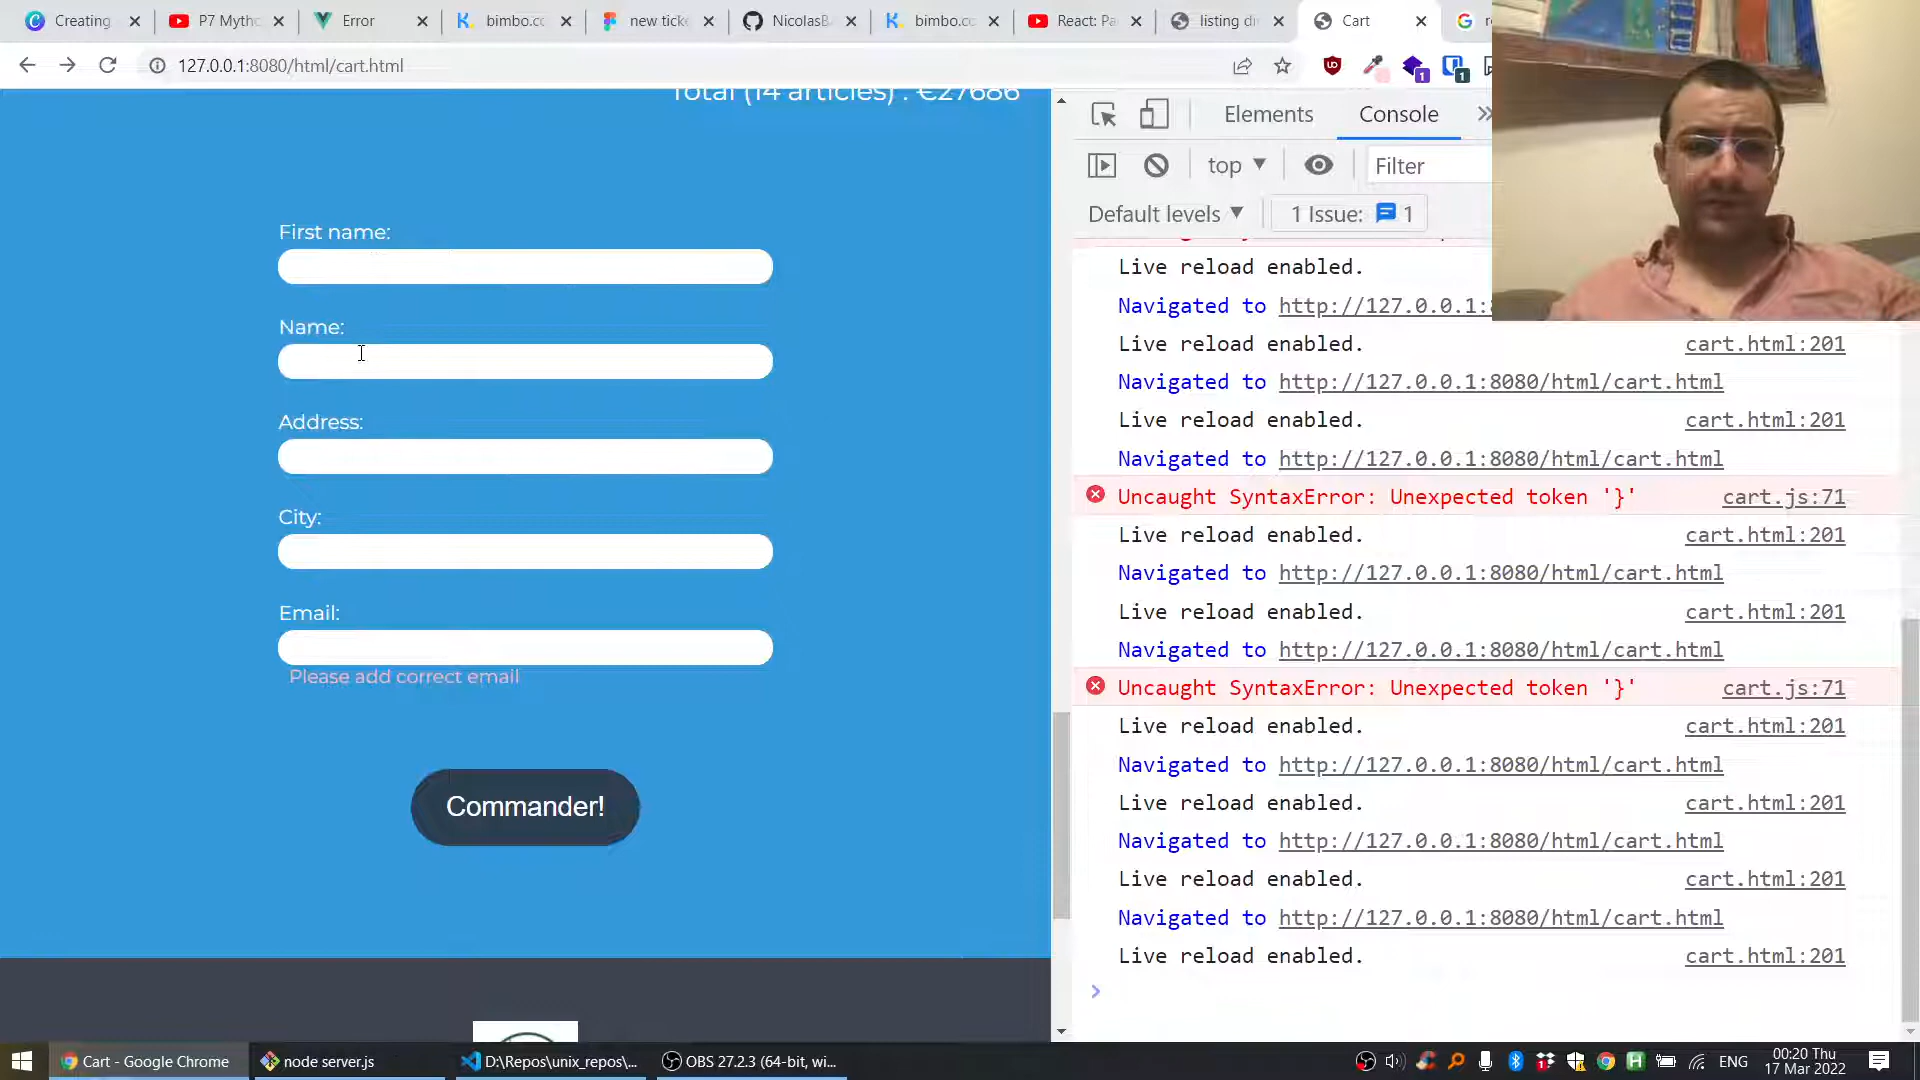 Creating
P7 Myth
Error
bimbo.cc
new ticke
NicolasB
bimbo.cc
React: Pa
listing di
Cart
127.0.0.1:8080/html/cart.html
1
1
Total (14 articles) : €27686
First name:
Name:
Address:
City:
Email:
Please add correct email
Commander!
Elements
Console
top
Filter
Default levels
1 Issue:
1
Live reload enabled.
Navigated to http://127.0.0.1:
Live reload enabled. cart.html:201
Navigated to http://127.0.0.1:8080/html/cart.html
Live reload enabled. cart.html:201
Navigated to http://127.0.0.1:8080/html/cart.html
Uncaught SyntaxError: Unexpected token '}' cart.js:71
Live reload enabled. cart.html:201
Navigated to http://127.0.0.1:8080/html/cart.html
Live reload enabled. cart.html:201
Navigated to http://127.0.0.1:8080/html/cart.html
Uncaught SyntaxError: Unexpected token '}' cart.js:71
Live reload enabled. cart.html:201
Navigated to http://127.0.0.1:8080/html/cart.html
Live reload enabled. cart.html:201
Navigated to http://127.0.0.1:8080/html/cart.html
Live reload enabled. cart.html:201
Navigated to http://127.0.0.1:8080/html/cart.html
Live reload enabled. cart.html:201
Cart - Google Chrome
node server.js
D:\Repos\unix_repos\...
OBS 27.2.3 (64-bit, wi...
ENG
00:20 Thu
17 Mar 2022